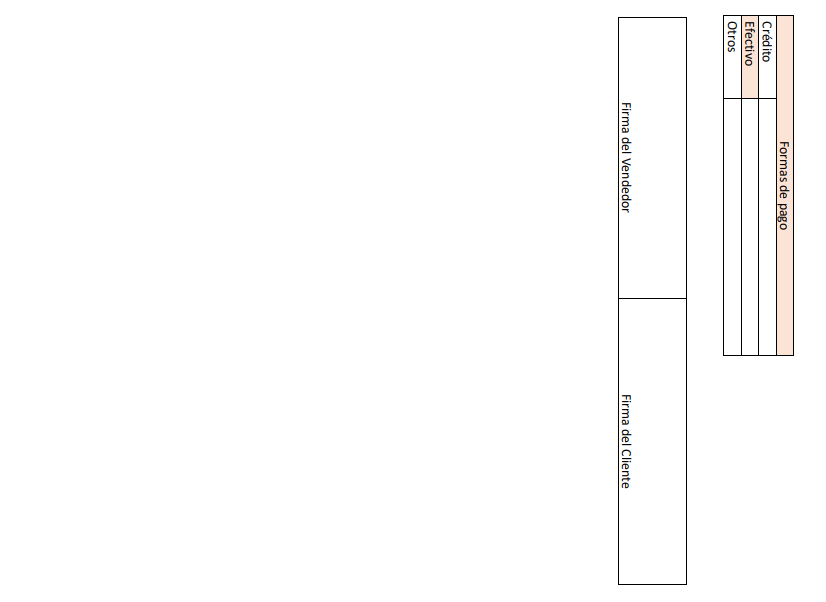 Formas de pago
Crédito
Efectivo
Otros
Firma del Vendedor
Firma del Cliente